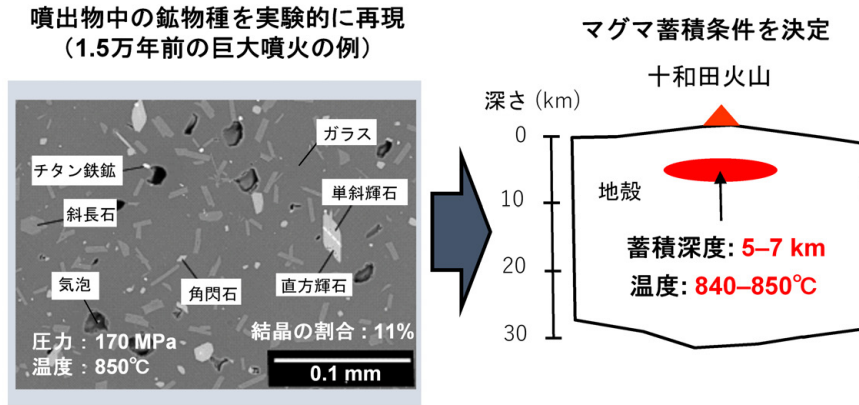 噴出物中の鉱物種を実験的に再現
（1.5万年前の巨大噴火の例）
ガラス
チタン鉄鉱
単斜輝石
斜長石
気泡
角閃石
直方輝石
圧力：170 MPa
温度：850℃
結晶の割合：11%
0.1 mm
マグマ蓄積条件を決定
十和田火山
深さ (km)
0
10
20
30
地殻
蓄積深度: 5–7 km
温度: 840–850℃